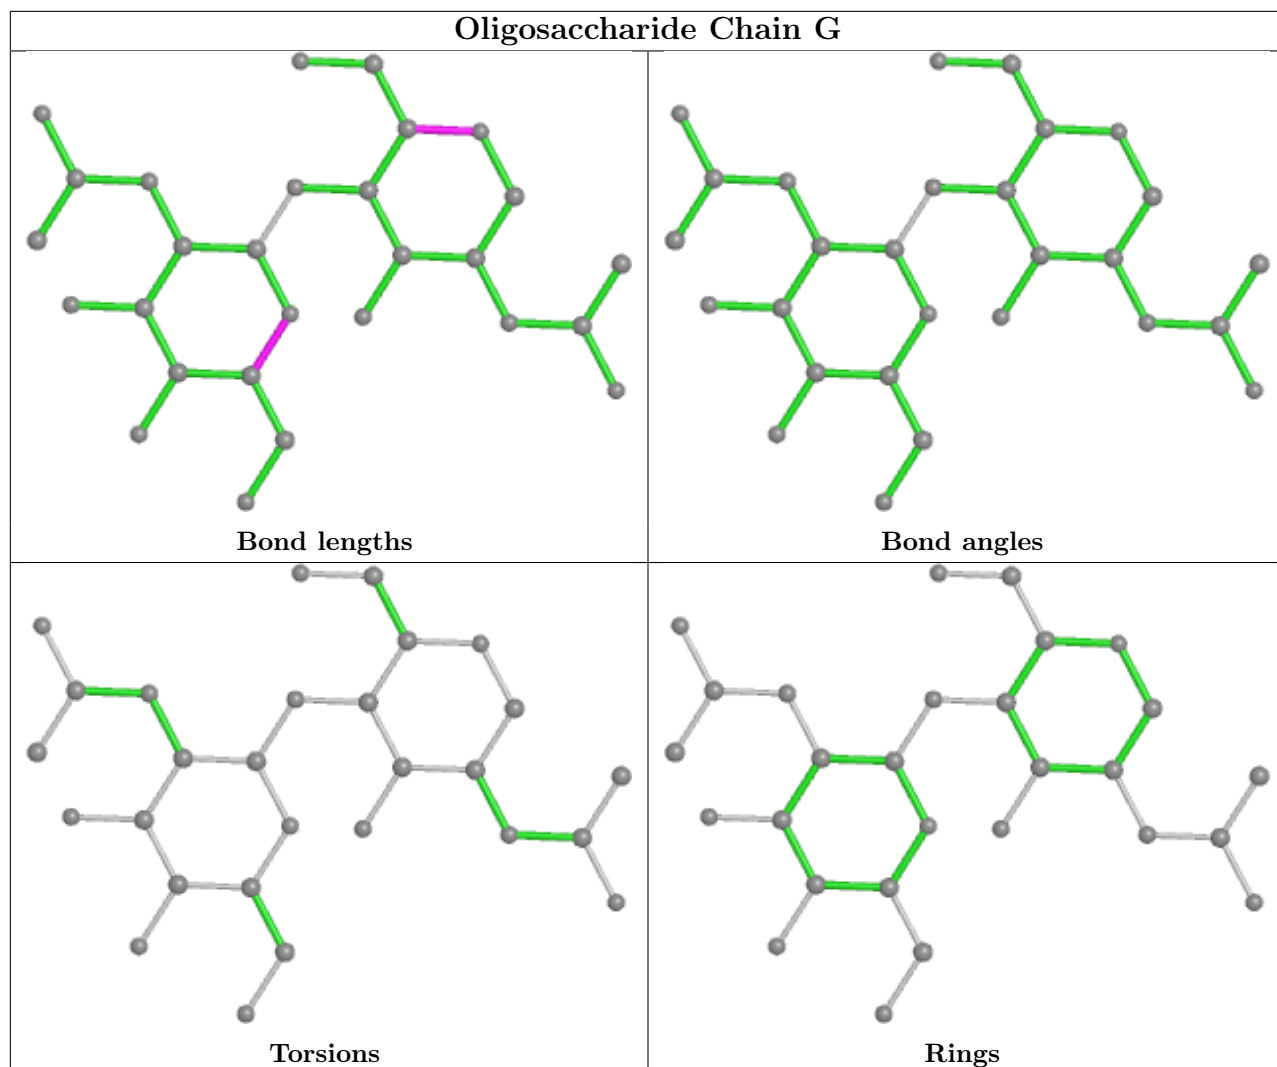 Oligosaccharide Chain G
Bond lengths
Bond angles
Torsions
Rings